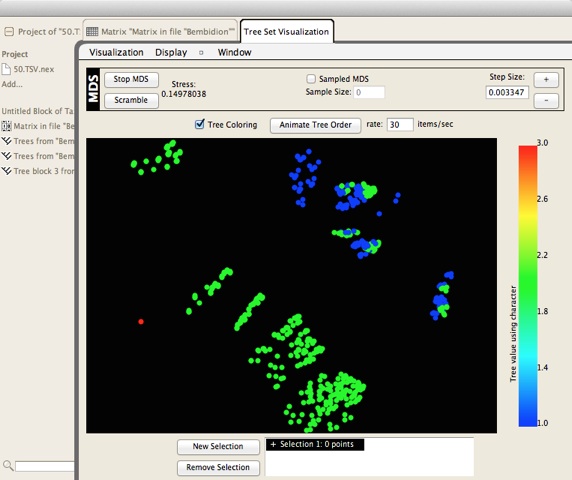 Project of "50.T
Matrix "Matrix in file "Bembidion""
Tree Set Visualization
Visualization Display Window
Project
50.TSV.nex
Add...
Untitled Block of Ta
Matrix in file "Be
Trees from "Bem
Trees from "Bem
Tree block 3 from
MDS
Stop MDS
Scramble
Stress:
0.14978038
Sampled MDS
Sample Size: 0
Step Size:
0.003347
+
-
Tree Coloring
Animate Tree Order
rate: 30 items/sec
3.0
2.6
2.2
1.8
1.4
1.0
Tree value using character
New Selection
Remove Selection
+ Selection 1: 0 points